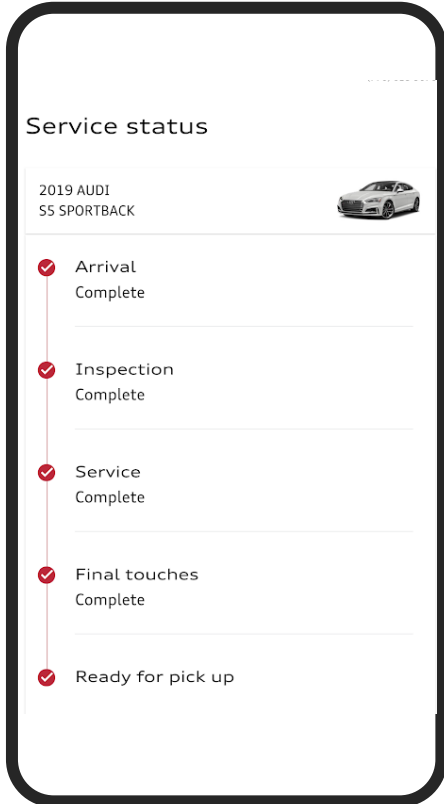 Service status
2019 AUDI
S5 SPORTBACK
Arrival
Complete
Inspection
Complete
Service
Complete
Final touches
Complete
Ready for pick up